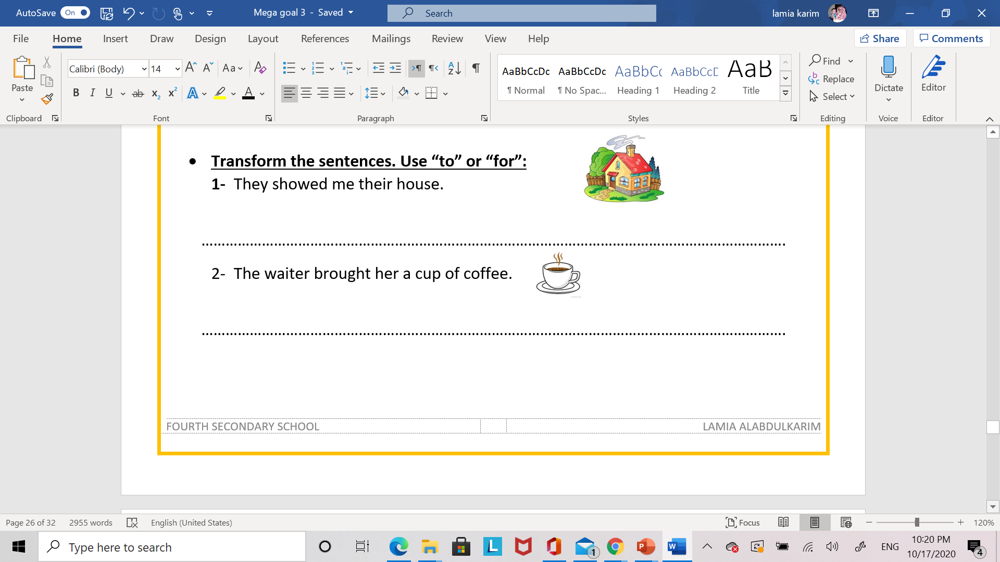 AutoSave On
Mega goal 3 - Saved
Search
lamia karim
File Home Insert Draw Design Layout References Mailings Review View Help
Share Comments
Paste
Clipboard
Calibri (Body) 14
Font
Paragraph
AaBbCcDc AaBbCcDc AaBbCc AaBbCcD AaB
¶ Normal ¶ No Spac... Heading 1 Heading 2 Title
Styles
Find
Replace
Select
Editing
Dictate
Voice
Editor
Editor
• Transform the sentences. Use “to” or “for”:
1- They showed me their house.
2- The waiter brought her a cup of coffee.
FOURTH SECONDARY SCHOOL LAMIA ALABDULKARIM
Page 26 of 32 2955 words English (United States) Focus 120%
Type here to search
1
ENG
10:20 PM
10/17/2020
4